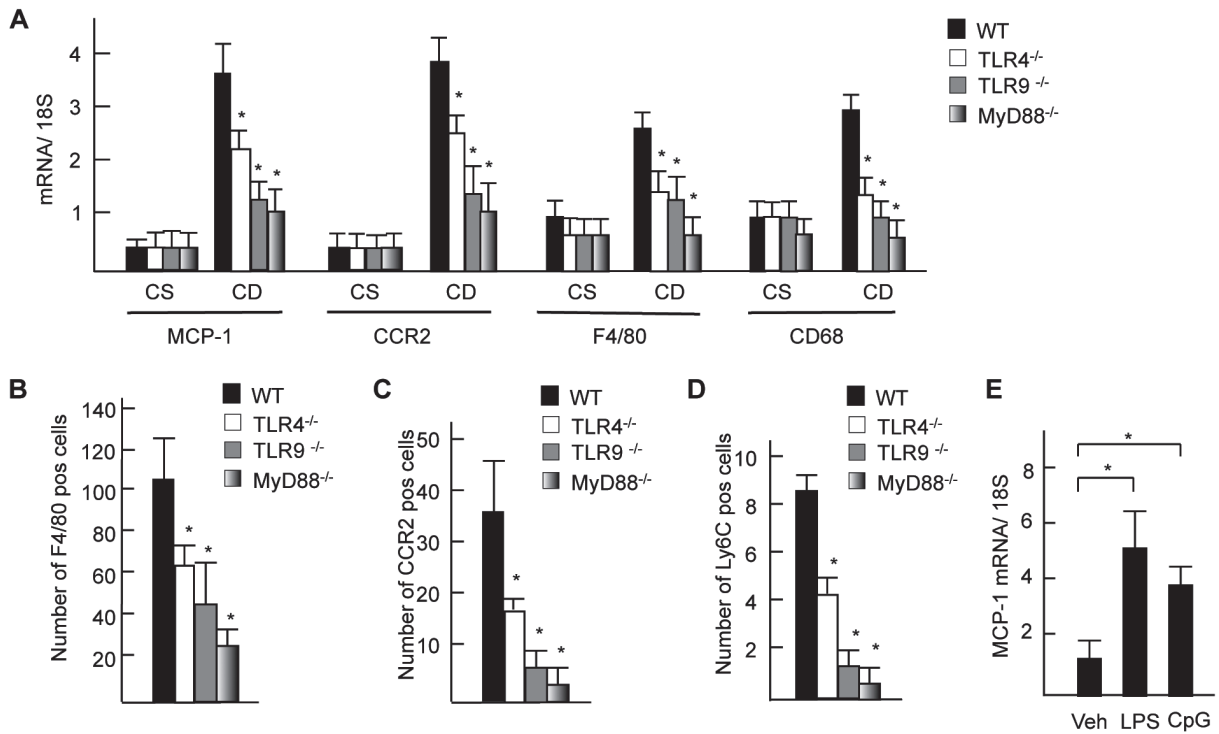 A
mRNA/ 18S
4
3
2
1
WT
TLR4-/-
TLR9 -/-
MyD88-/-
* * *
* * *
* * *
* * *
CS CD CS CD CS CD CS CD
MCP-1 CCR2 F4/80 CD68
B
Number of F4/80 pos cells
140
120
100
80
60
40
20
WT
TLR4-/-
TLR9 -/-
MyD88-/-
* * *
C
Number of CCR2 pos cells
50
40
30
20
10
WT
TLR4-/-
TLR9 -/-
MyD88-/-
* * *
D
Number of Ly6C pos cells
10
8
6
4
2
WT
TLR4-/-
TLR9 -/-
MyD88-/-
* * *
E
MCP-1 mRNA/ 18S
8
6
4
2
*
*
Veh LPS CpG